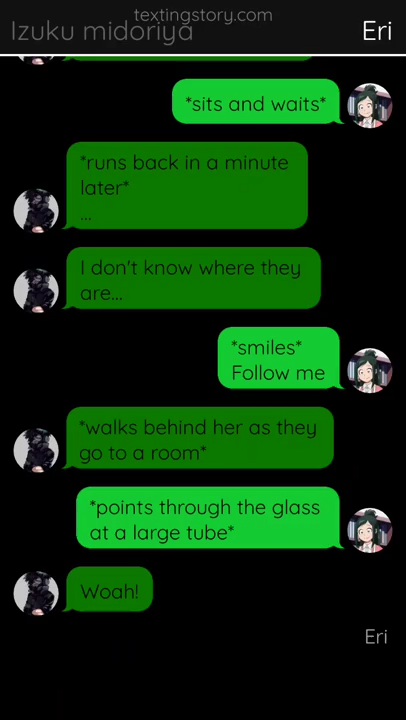 textingstory.com
Izuku midoriya
Eri
*sits and waits*
*runs back in a minute
later*
...
I don't know where they
are...
*smiles*
Follow me
*walks behind her as they
go to a room*
*points through the glass
at a large tube*
Woah!
Eri